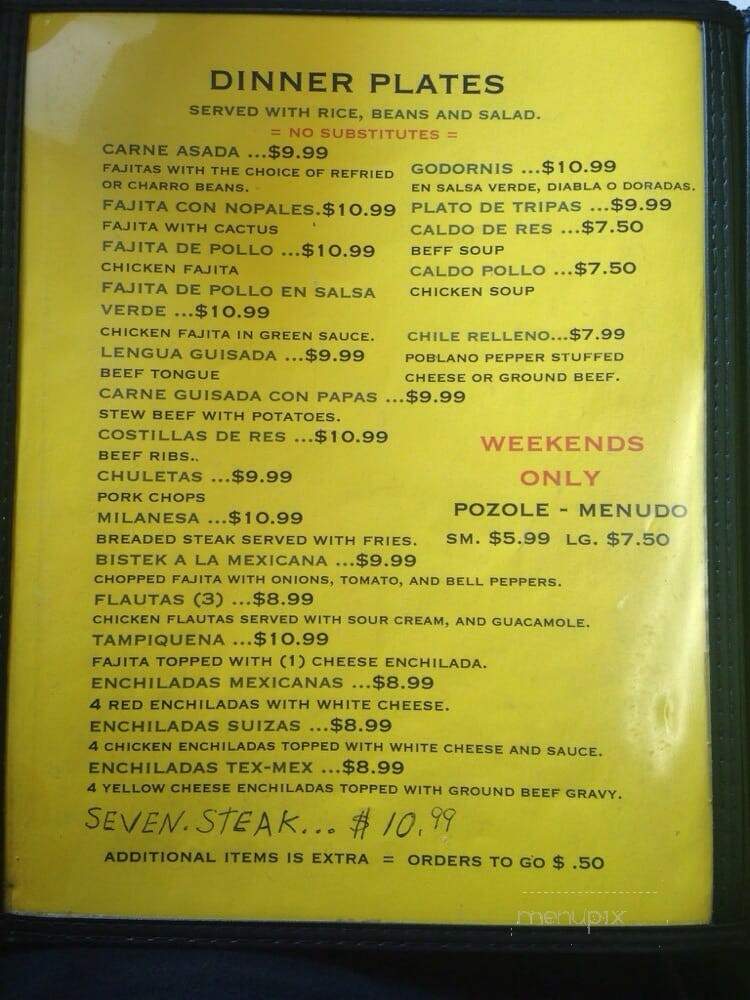 DINNER PLATES
SERVED WITH RICE, BEANS AND SALAD.
= NO SUBSTITUTES =
CARNE ASADA ...$9.99
FAJITAS WITH THE CHOICE OF REFRIED
OR CHARRO BEANS.
FAJITA CON NOPALES.$10.99
FAJITA WITH CACTUS
FAJITA DE POLLO ...$10.99
CHICKEN FAJITA
FAJITA DE POLLO EN SALSA
VERDE ...$10.99
CHICKEN FAJITA IN GREEN SAUCE.
LENGUA GUISADA ...$9.99
BEEF TONGUE
CARNE GUISADA CON PAPAS ...$9.99
STEW BEEF WITH POTATOES.
COSTILLAS DE RES ...$10.99
BEEF RIBS..
CHULETAS ...$9.99
PORK CHOPS
MILANESA ...$10.99
BREADED STEAK SERVED WITH FRIES.
BISTEK A LA MEXICANA ...$9.99
CHOPPED FAJITA WITH ONIONS, TOMATO, AND BELL PEPPERS.
FLAUTAS (3) ...$8.99
CHICKEN FLAUTAS SERVED WITH SOUR CREAM, AND GUACAMOLE.
TAMPIQUENA ...$10.99
FAJITA TOPPED WITH (1) CHEESE ENCHILADA.
ENCHILADAS MEXICANAS ...$8.99
4 RED ENCHILADAS WITH WHITE CHEESE.
ENCHILADAS SUIZAS ...$8.99
4 CHICKEN ENCHILADAS TOPPED WITH WHITE CHEESE AND SAUCE.
ENCHILADAS TEX-MEX ...$8.99
4 YELLOW CHEESE ENCHILADAS TOPPED WITH GROUND BEEF GRAVY.
GODORNIS ...$10.99
EN SALSA VERDE, DIABLA O DORADAS.
PLATO DE TRIPAS ...$9.99
CALDO DE RES ...$7.50
BEFF SOUP
CALDO POLLO ...$7.50
CHICKEN SOUP
CHILE RELLENO...$7.99
POBLANO PEPPER STUFFED
CHEESE OR GROUND BEEF.
WEEKENDS
ONLY
POZOLE - MENUDO
SM. $5.99 LG. $7.50
SEVEN. STEAK... $10.99
ADDITIONAL ITEMS IS EXTRA = ORDERS TO GO $ .50
menupix